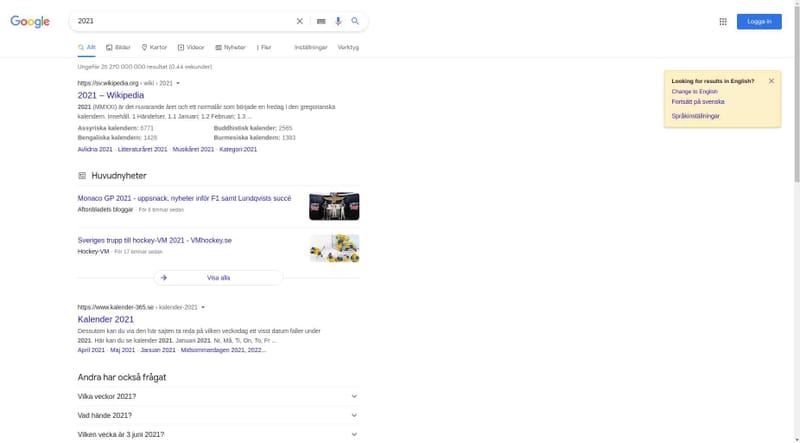 Google
2021
Logga in
Allt
Bilder
Kartor
Videor
Nyheter
Fler
Inställningar
Verktyg
Ungefär 25 270 000 000 resultat (0,44 sekunder)
https://sv.wikipedia.org › wiki › 2021
2021 – Wikipedia
2021 (MMXXI) är det nuvarande året och ett normalår som började en fredag i den gregorianska
kalendern. Innehåll. 1 Händelser. 1.1 Januari; 1.2 Februari; 1.3 ...
Assyriska kalendern: 6771
Buddhistisk kalender: 2565
Bengaliska kalendern: 1428
Burmesiska kalendern: 1383
Avlidna 2021 · Litteraturåret 2021 · Musikåret 2021 · Kategori:2021
Looking for results in English?
Change to English
Fortsätt på svenska
Språkinställningar
Huvudnyheter
Monaco GP 2021 - uppsnack, nyheter inför F1 samt Lundqvists succé
Aftonbladets bloggar · För 8 timmar sedan
Sveriges trupp till hockey-VM 2021 - VMhockey.se
Hockey-VM · För 17 timmar sedan
Visa alla
https://www.kalender-365.se › kalender-2021
Kalender 2021
Dessutom kan du via den här sajten ta reda på vilken veckodag ett visst datum faller under
2021. Här kan du se kalender 2021. Januari 2021. Nr, Må, Ti, On, To, Fr ...
April 2021 · Maj 2021 · Januari 2021 · Midsommardagen 2021, 2022...
Andra har också frågat
Vilka veckor 2021?
Vad hände 2021?
Vilken vecka är 3 juni 2021?